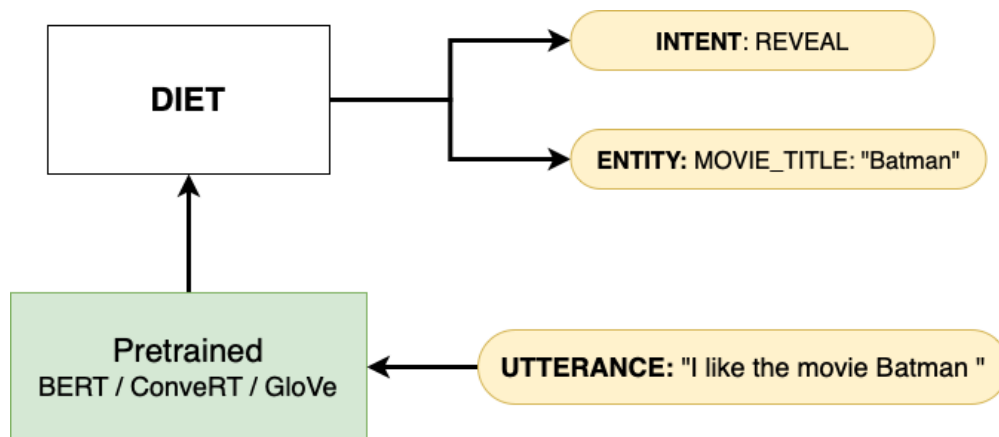 DIET
INTENT: REVEAL
ENTITY: MOVIE_TITLE: "Batman"
Pretrained
BERT / ConveRT / GloVe
UTTERANCE: "I like the movie Batman "